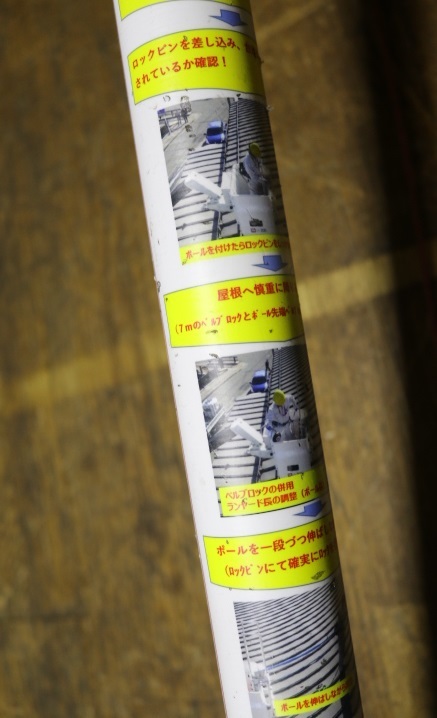 ロックピンを差し込み、
されているか確認！
ポールを付けたらロックピンを
屋根へ慎重に
(7mのベルブロックとポール先端
ベルブロックの併用
ランヤード長の調整 (ポー
ポールを一段づつ伸ば
(ロックピンにて確実にロッ
ポールを伸ばしなが